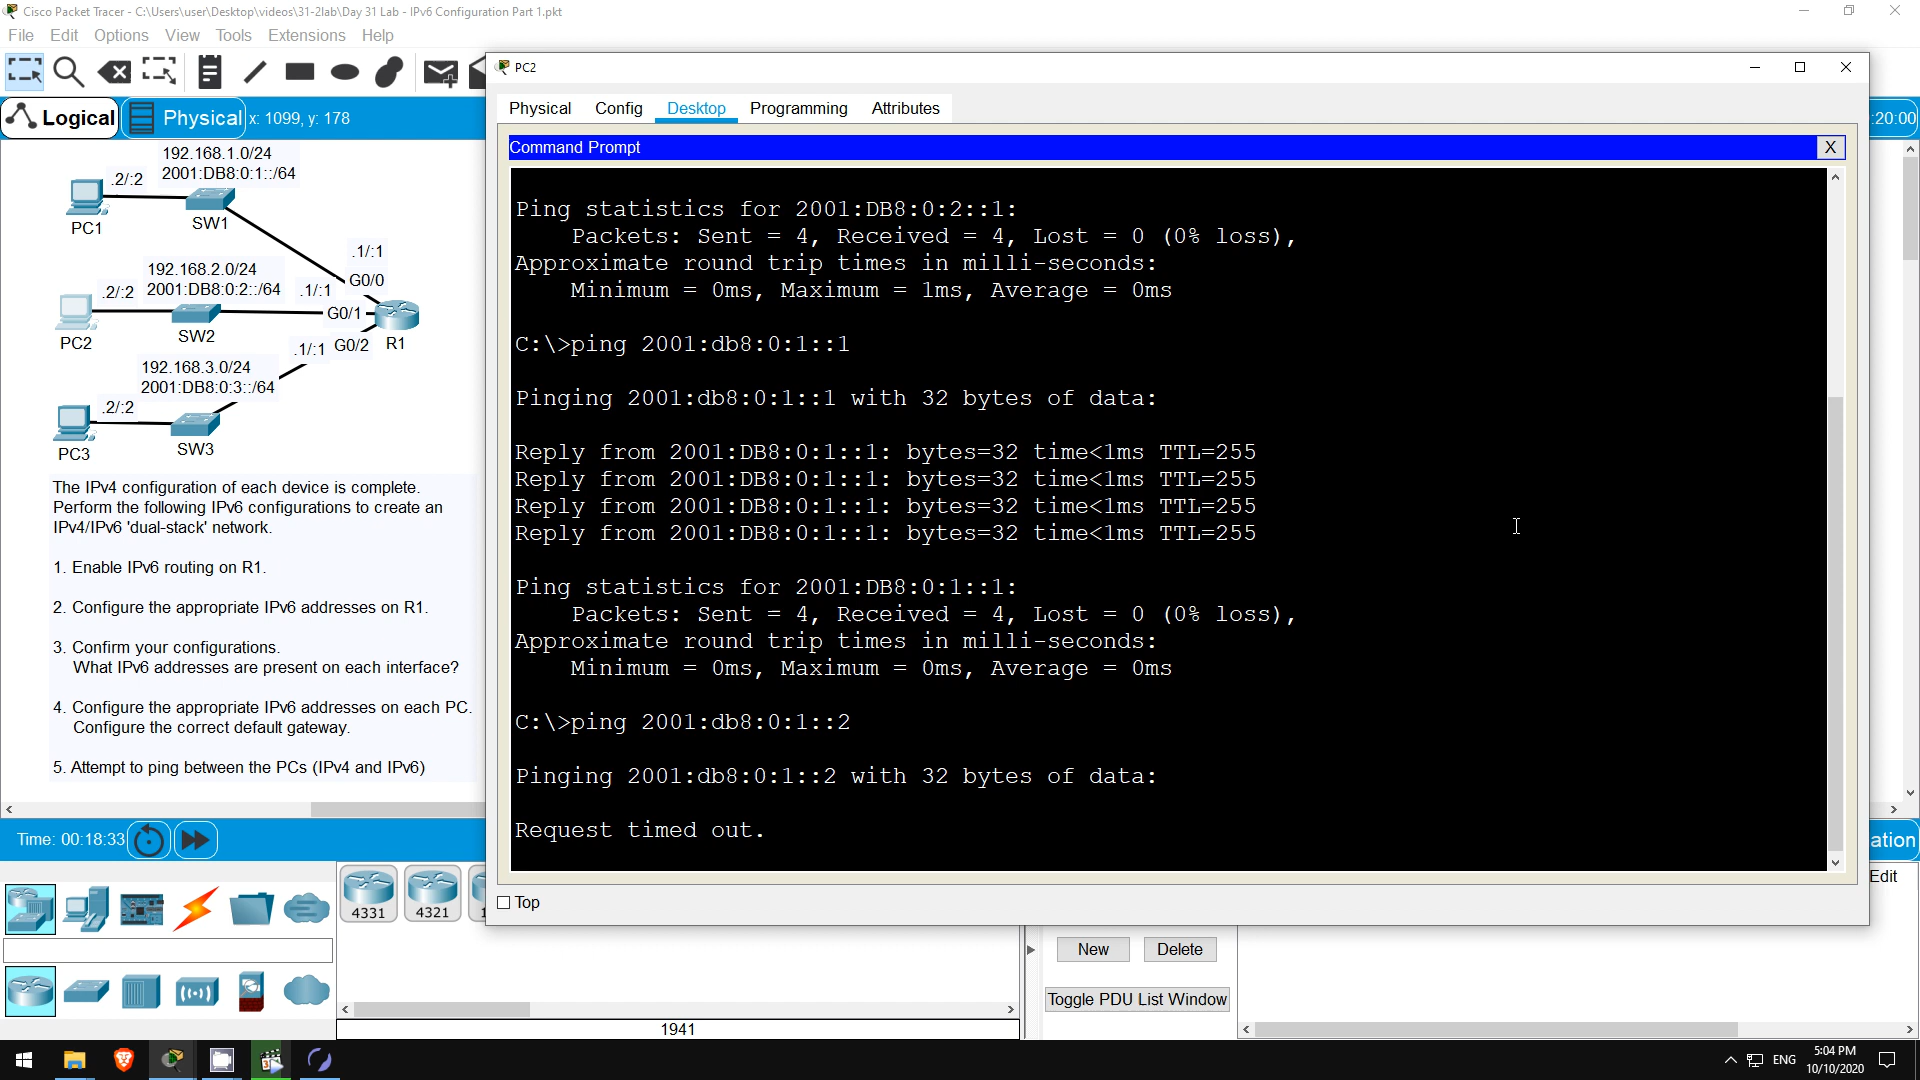 Cisco Packet Tracer - C:\Users\user\Desktop\videos\31-2lab\Day 31 Lab - IPv6 Configuration Part 1.pkt
File Edit Options View Tools Extensions Help
Logical Physical x: 1099, y: 178
:20:00
192.168.1.0/24
2001:DB8:0:1::/64
.2/:2
PC1
SW1
.1/:1
G0/0
192.168.2.0/24
2001:DB8:0:2::/64
.2/:2
.1/:1
G0/1
PC2
SW2
R1
.1/:1
G0/2
192.168.3.0/24
2001:DB8:0:3::/64
.2/:2
PC3
SW3
The IPv4 configuration of each device is complete.
Perform the following IPv6 configurations to create an
IPv4/IPv6 'dual-stack' network.
1. Enable IPv6 routing on R1.
2. Configure the appropriate IPv6 addresses on R1.
3. Confirm your configurations.
What IPv6 addresses are present on each interface?
4. Configure the appropriate IPv6 addresses on each PC.
Configure the correct default gateway.
5. Attempt to ping between the PCs (IPv4 and IPv6)
PC2
Physical Config Desktop Programming Attributes
Command Prompt
X
Ping statistics for 2001:DB8:0:2::1:
Packets: Sent = 4, Received = 4, Lost = 0 (0% loss),
Approximate round trip times in milli-seconds:
Minimum = 0ms, Maximum = 1ms, Average = 0ms
C:\>ping 2001:db8:0:1::1
Pinging 2001:db8:0:1::1 with 32 bytes of data:
Reply from 2001:DB8:0:1::1: bytes=32 time<1ms TTL=255
Reply from 2001:DB8:0:1::1: bytes=32 time<1ms TTL=255
Reply from 2001:DB8:0:1::1: bytes=32 time<1ms TTL=255
Reply from 2001:DB8:0:1::1: bytes=32 time<1ms TTL=255
Ping statistics for 2001:DB8:0:1::1:
Packets: Sent = 4, Received = 4, Lost = 0 (0% loss),
Approximate round trip times in milli-seconds:
Minimum = 0ms, Maximum = 0ms, Average = 0ms
C:\>ping 2001:db8:0:1::2
Pinging 2001:db8:0:1::2 with 32 bytes of data:
Request timed out.
Top
Time: 00:18:33
ation
Edit
4331
4321
1
New Delete
Toggle PDU List Window
1941
ENG
5:04 PM
10/10/2020